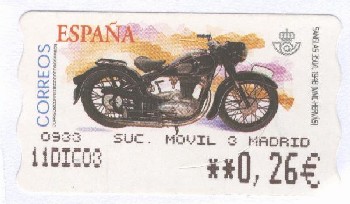 ESPAÑA
CORREOS
0933 SUC. MOVIL 3 MADRID
11DIC03
**0,26€